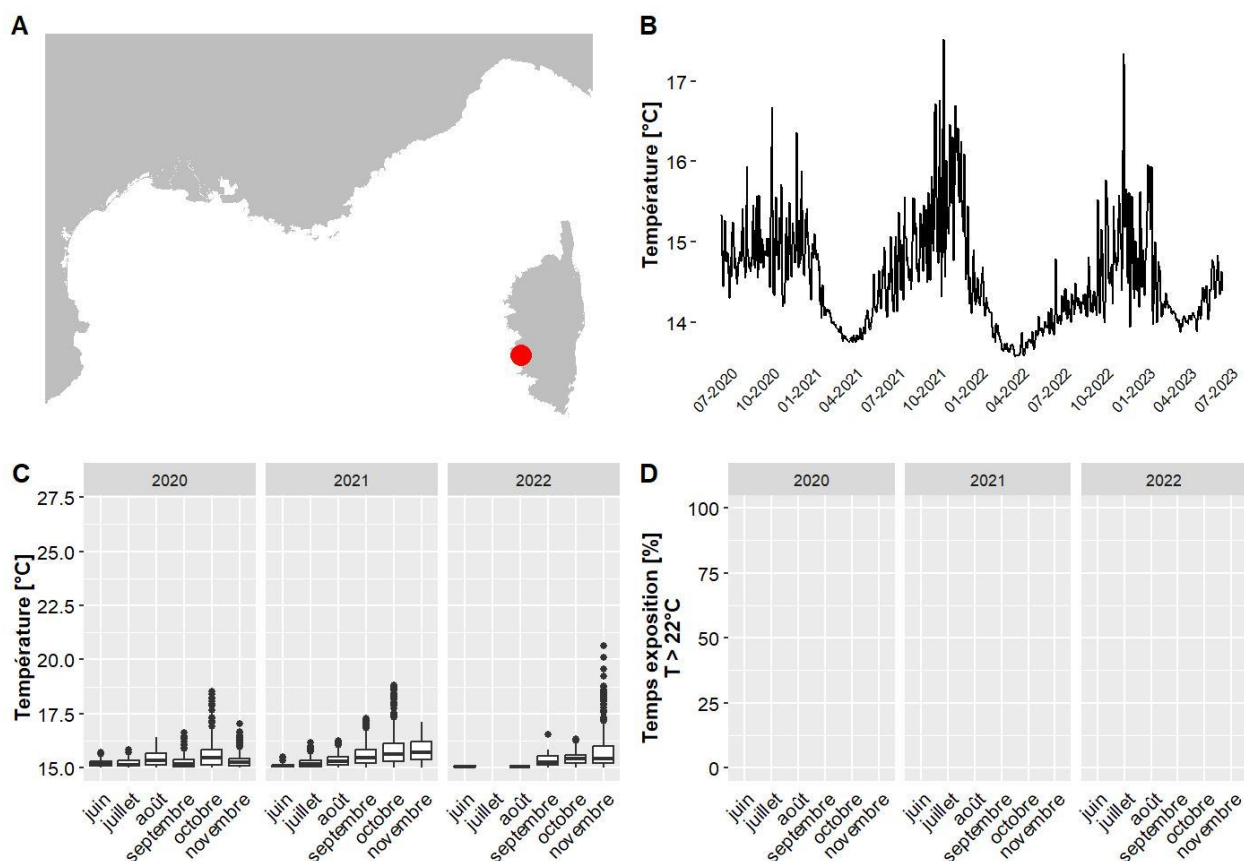 A
B
Température [°C]
17
16
15
14
07-2020
10-2020
01-2021
04-2021
07-2021
10-2021
01-2022
04-2022
07-2022
10-2022
01-2023
04-2023
07-2023
C
2020
2021
2022
Température [°C]
27.5
25.0
22.5
20.0
17.5
15.0
juin
juillet
août
septembre
octobre
novembre
juin
juillet
août
septembre
octobre
novembre
juin
juillet
août
septembre
octobre
novembre
D
2020
2021
2022
Temps exposition [%]
T > 22°C
100
75
50
25
0
juin
juillet
août
septembre
octobre
novembre
juin
juillet
août
septembre
octobre
novembre
juin
juillet
août
septembre
octobre
novembre